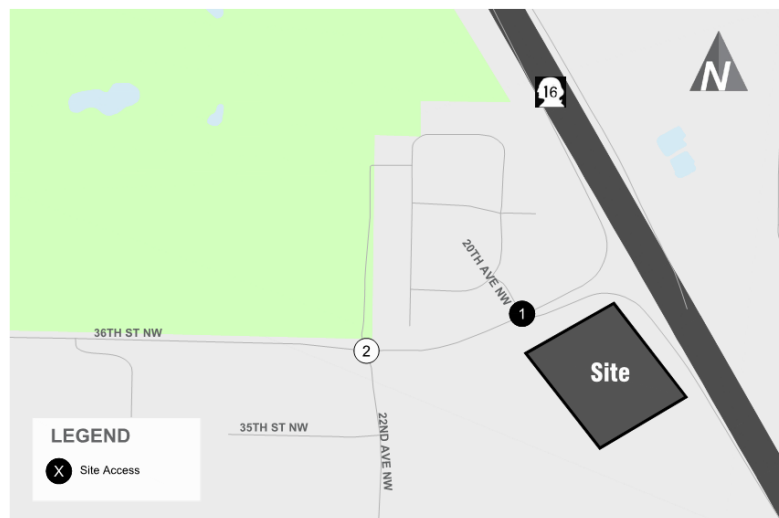 16
N
20TH AVE NW
1
36TH ST NW
2
Site
22ND AVE NW
35TH ST NW
LEGEND
X Site Access